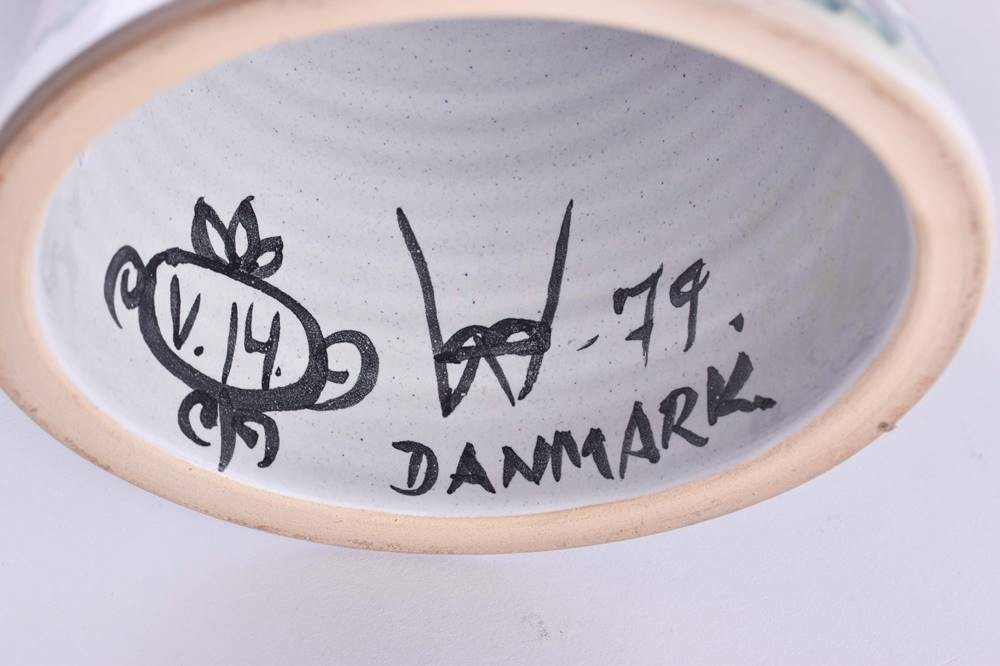 V. 14.
W - 79.
DANMARK.